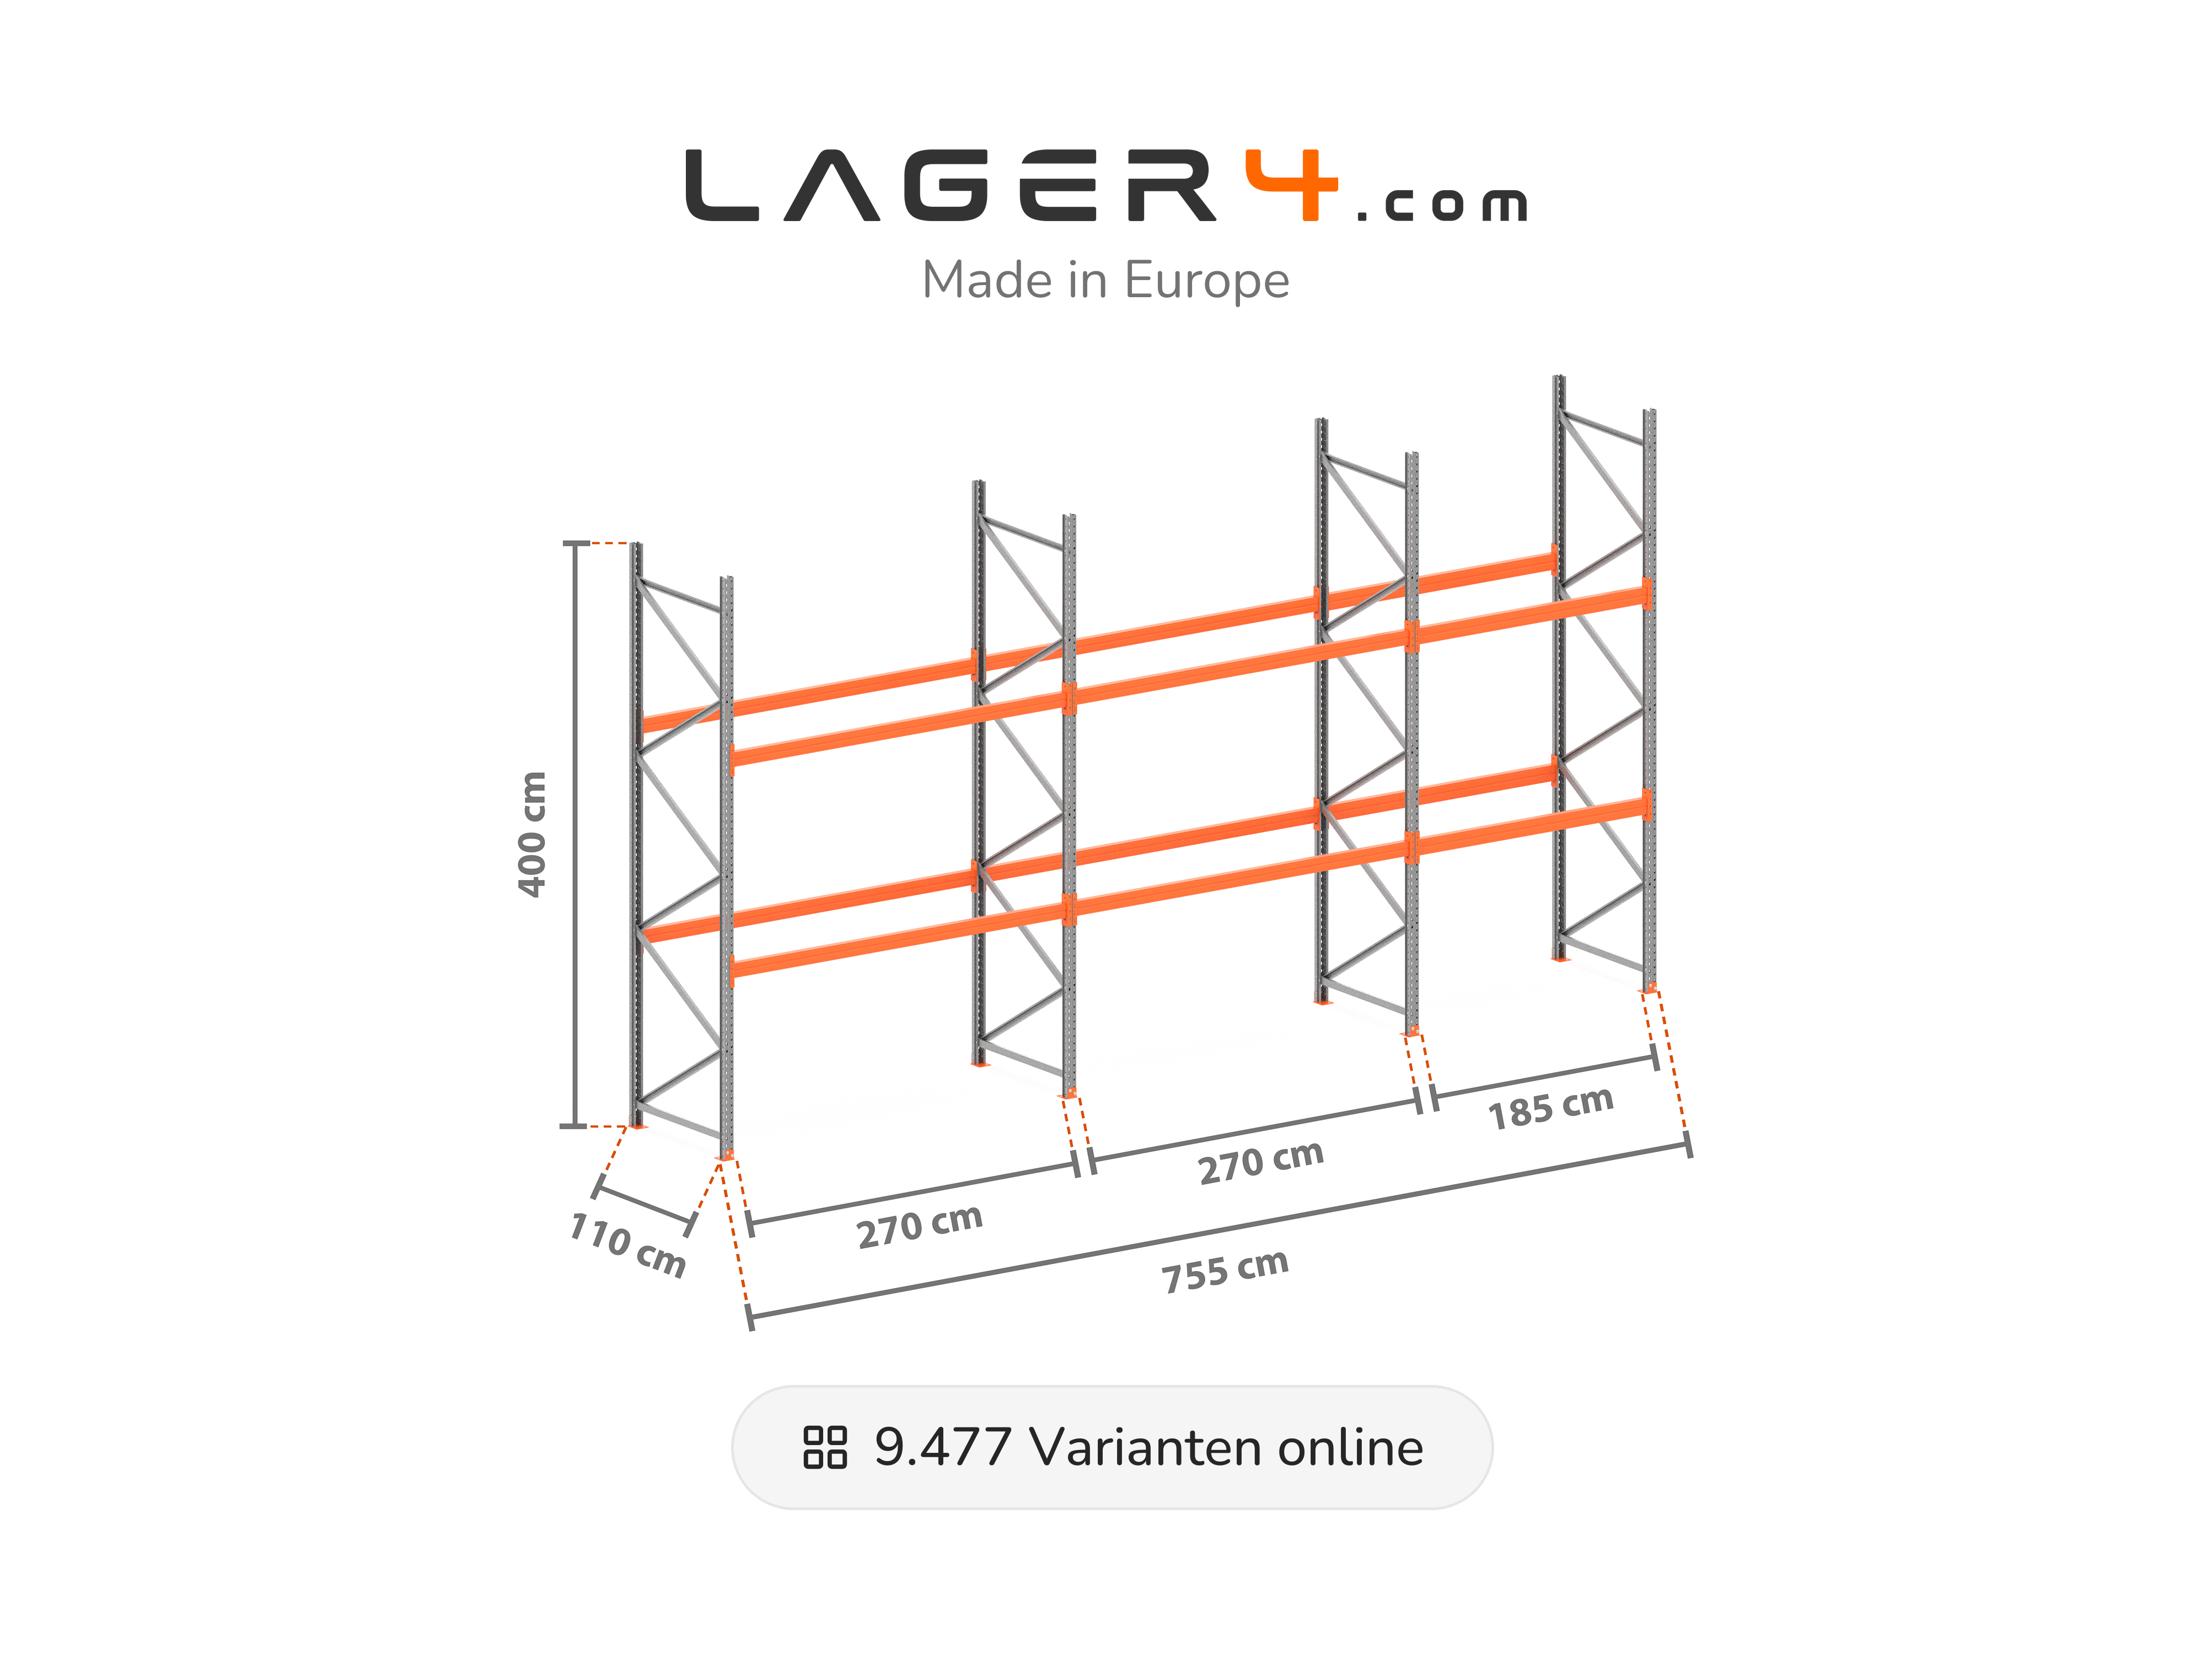 LAGER4.com
Made in Europe
400 cm
110 cm
270 cm
270 cm
185 cm
755 cm
9.477 Varianten online